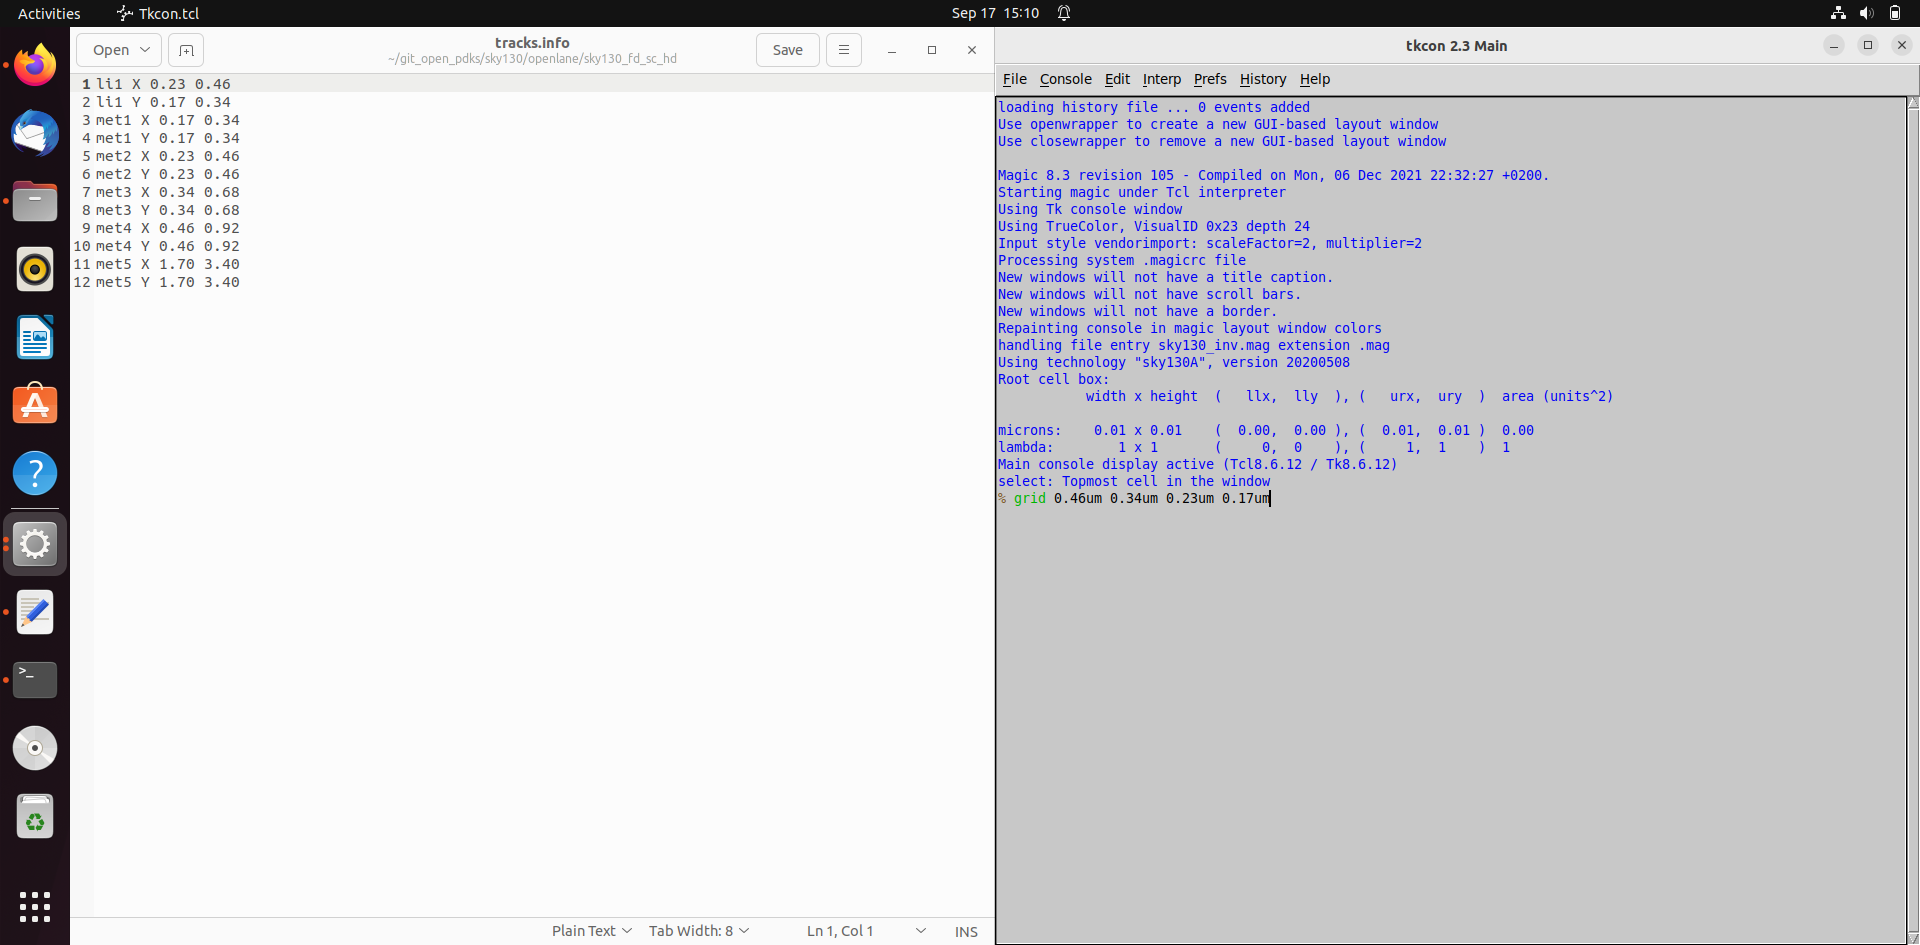 Activities Tkcon.tcl Sep 17 15:10
Open tracks.info Save
~/git_open_pdks/sky130/openlane/sky130_fd_sc_hd
1 li1 X 0.23 0.46
2 li1 Y 0.17 0.34
3 met1 X 0.17 0.34
4 met1 Y 0.17 0.34
5 met2 X 0.23 0.46
6 met2 Y 0.23 0.46
7 met3 X 0.34 0.68
8 met3 Y 0.34 0.68
9 met4 X 0.46 0.92
10 met4 Y 0.46 0.92
11 met5 X 1.70 3.40
12 met5 Y 1.70 3.40
Plain Text Tab Width: 8 Ln 1, Col 1 INS
tkcon 2.3 Main
File Console Edit Interp Prefs History Help
loading history file ... 0 events added
Use openwrapper to create a new GUI-based layout window
Use closewrapper to remove a new GUI-based layout window
Magic 8.3 revision 105 - Compiled on Mon, 06 Dec 2021 22:32:27 +0200.
Starting magic under Tcl interpreter
Using Tk console window
Using TrueColor, VisualID 0x23 depth 24
Input style vendorimport: scaleFactor=2, multiplier=2
Processing system .magicrc file
New windows will not have a title caption.
New windows will not have scroll bars.
New windows will not have a border.
Repainting console in magic layout window colors
handling file entry sky130_inv.mag extension .mag
Using technology "sky130A", version 20200508
Root cell box:
width x height ( llx, lly ), ( urx, ury ) area (units^2)
microns: 0.01 x 0.01 ( 0.00, 0.00 ), ( 0.01, 0.01 ) 0.00
lambda: 1 x 1 ( 0, 0 ), ( 1, 1 ) 1
Main console display active (Tcl8.6.12 / Tk8.6.12)
select: Topmost cell in the window
% grid 0.46um 0.34um 0.23um 0.17um